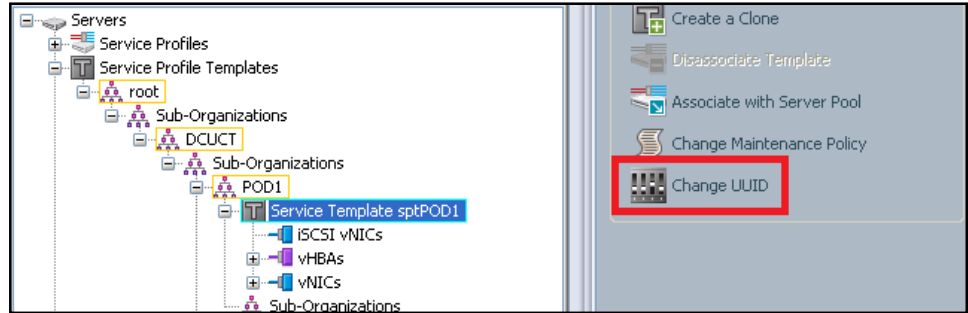 Servers
Service Profiles
Service Profile Templates
root
Sub-Organizations
DCUCT
Sub-Organizations
POD1
Service Template sptPOD1
iSCSI vNICs
vHBAs
vNICs
Sub-Organizations
Create a Clone
Disassociate Template
Associate with Server Pool
Change Maintenance Policy
Change UUID